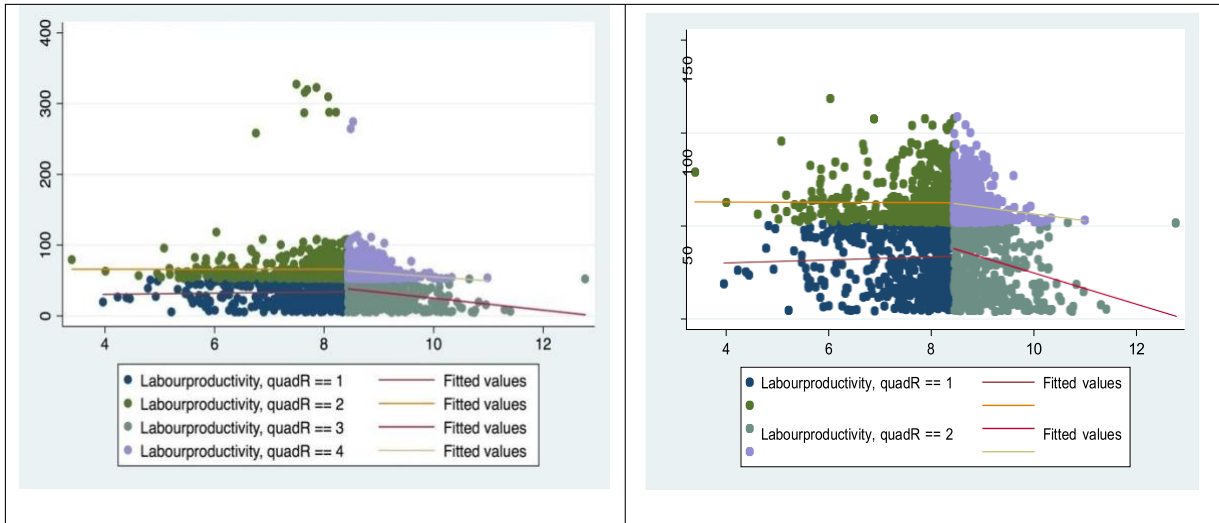 400
300
200
100
0
4 6 8 10 12
Labourproductivity, quadR == 1 Fitted values
Labourproductivity, quadR == 2 Fitted values
Labourproductivity, quadR == 3 Fitted values
Labourproductivity, quadR == 4 Fitted values
150
100
50
4 6 8 10 12
Labourproductivity, quadR == 1 Fitted values
Labourproductivity, quadR == 2 Fitted values